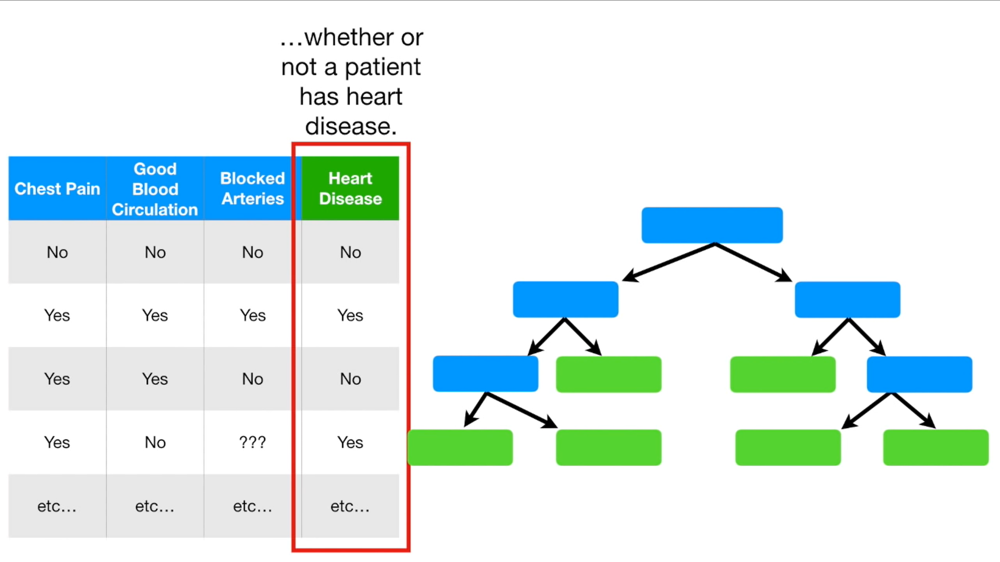 …whether or
not a patient
has heart
disease.
Chest Pain
Good
Blood
Circulation
Blocked
Arteries
Heart
Disease
No No No No
Yes Yes Yes Yes
Yes Yes No No
Yes No ??? Yes
etc… etc… etc… etc…